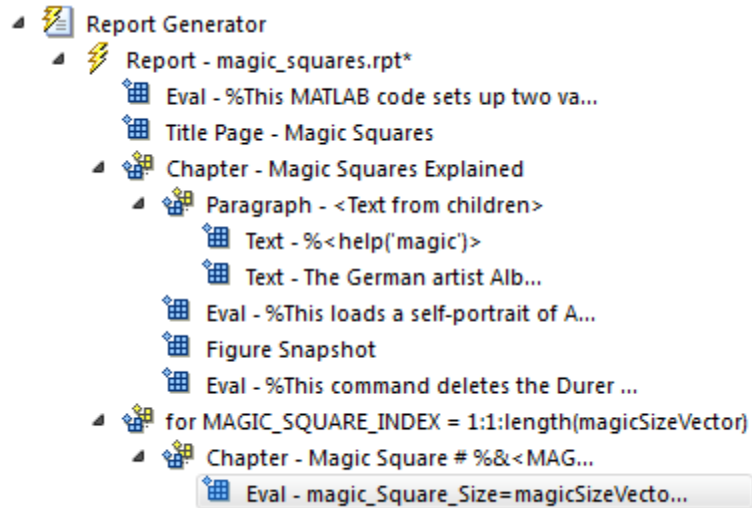 Report Generator
Report - magic_squares.rpt*
Eval - %This MATLAB code sets up two va...
Title Page - Magic Squares
Chapter - Magic Squares Explained
Paragraph - <Text from children>
Text - %<help('magic')>
Text - The German artist Alb...
Eval - %This loads a self-portrait of A...
Figure Snapshot
Eval - %This command deletes the Durer ...
for MAGIC_SQUARE_INDEX = 1:1:length(magicSizeVector)
Chapter - Magic Square # %&<MAG...
Eval - magic_Square_Size=magicSizeVecto...